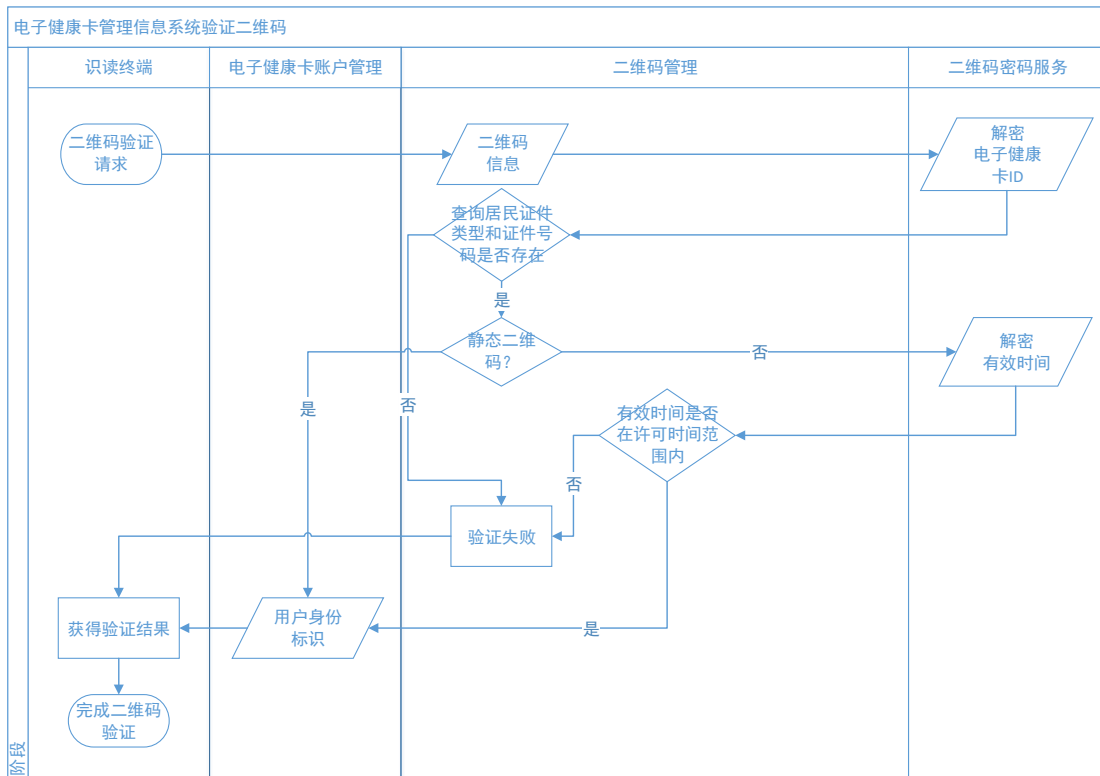 电子健康卡管理信息系统验证二维码
识读终端
电子健康卡账户管理
二维码管理
二维码密码服务
二维码验证
请求
二维码
信息
解密
电子健康
卡ID
查询居民证件
类型和证件号
码是否存在
是
静态二维
码？
否
解密
有效时间
是
否
有效时间是否
在许可时间范
围内
否
验证失败
获得验证结果
用户身份
标识
是
完成二维码
验证
阶段